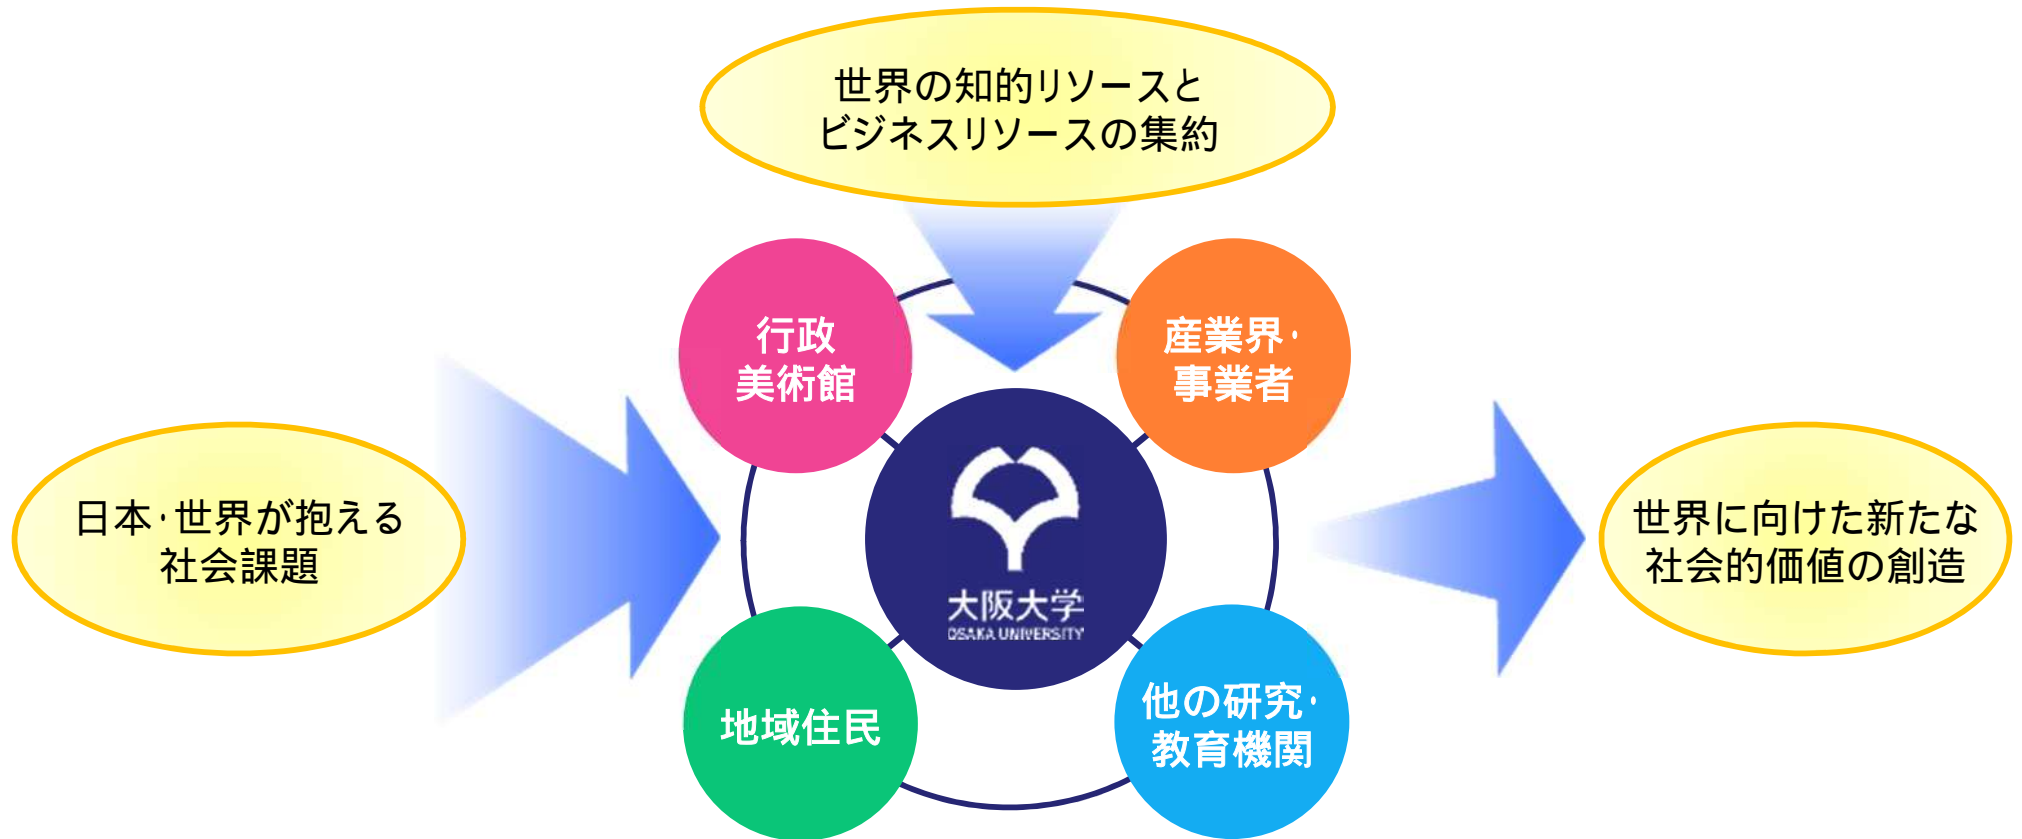 世界の知的リソースと
ビジネスリソースの集約
行政
美術館
産業界・
事業者
日本・世界が抱える
社会課題
大阪大学
OSAKA UNIVERSITY
世界に向けた新たな
社会的価値の創造
地域住民
他の研究・
教育機関